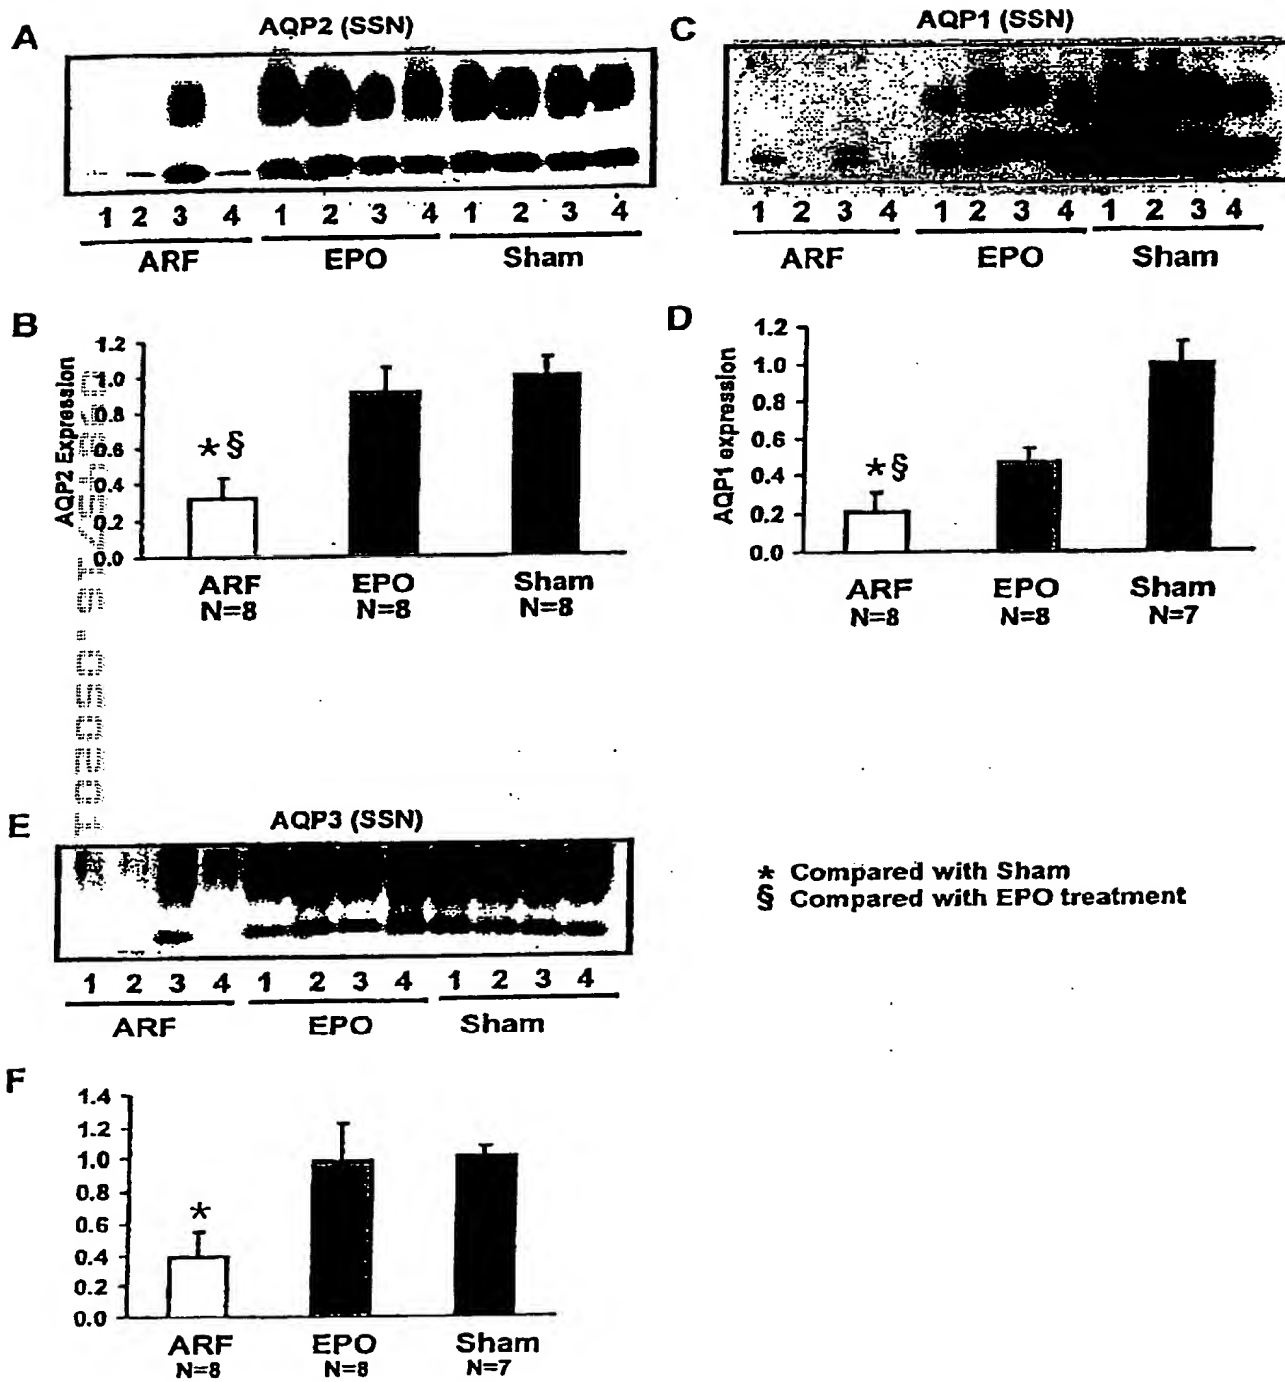 A
AQP2 (SSN)
1 2 3 4 1 2 3 4 1 2 3 4
ARF EPO Sham
C
AQP1 (SSN)
1 2 3 4 1 2 3 4 1 2 3 4
ARF EPO Sham
B
AQP2 Expression
1.2
1.0
0.8
0.6
0.4
0.2
0.0
* §
ARF EPO Sham
N=8 N=8 N=8
D
AQP1 expression
1.2
1.0
0.8
0.6
0.4
0.2
0.0
* §
ARF EPO Sham
N=8 N=8 N=7
E
AQP3 (SSN)
1 2 3 4 1 2 3 4 1 2 3 4
ARF EPO Sham
* Compared with Sham
§ Compared with EPO treatment
F
1.4
1.2
1.0
0.8
0.6
0.4
0.2
0.0
*
ARF EPO Sham
N=8 N=8 N=7